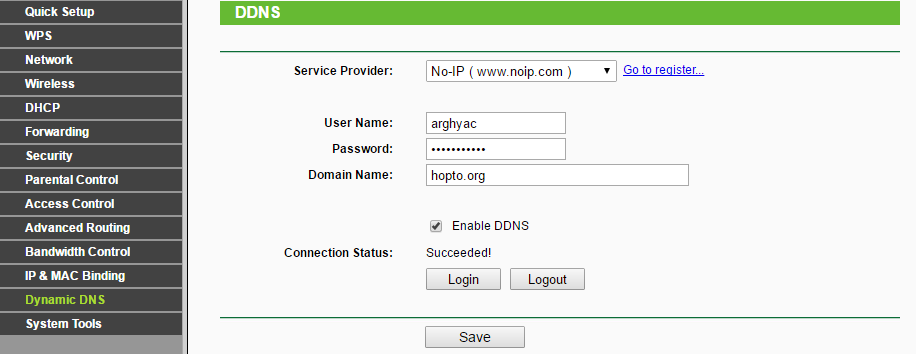 Quick Setup
WPS
Network
Wireless
DHCP
Forwarding
Security
Parental Control
Access Control
Advanced Routing
Bandwidth Control
IP & MAC Binding
Dynamic DNS
System Tools
DDNS
Service Provider: No-IP ( www.noip.com ) Go to register...
User Name: arghyac
Password: •••••••••••
Domain Name: hopto.org
Enable DDNS
Connection Status: Succeeded!
Login Logout
Save